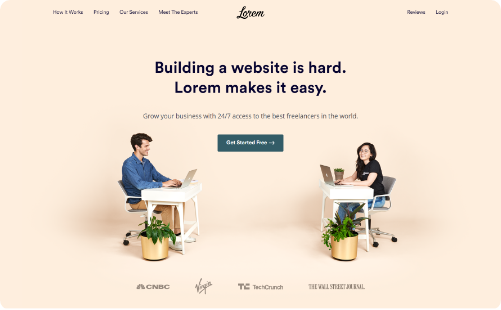 How It Works Pricing Our Services Meet The Experts Lorem Reviews Login
Building a website is hard.
Lorem makes it easy.
Grow your business with 24/7 access to the best freelancers in the world.
Get Started Free →
CNBC Virgin TC TechCrunch THE WALL STREET JOURNAL.